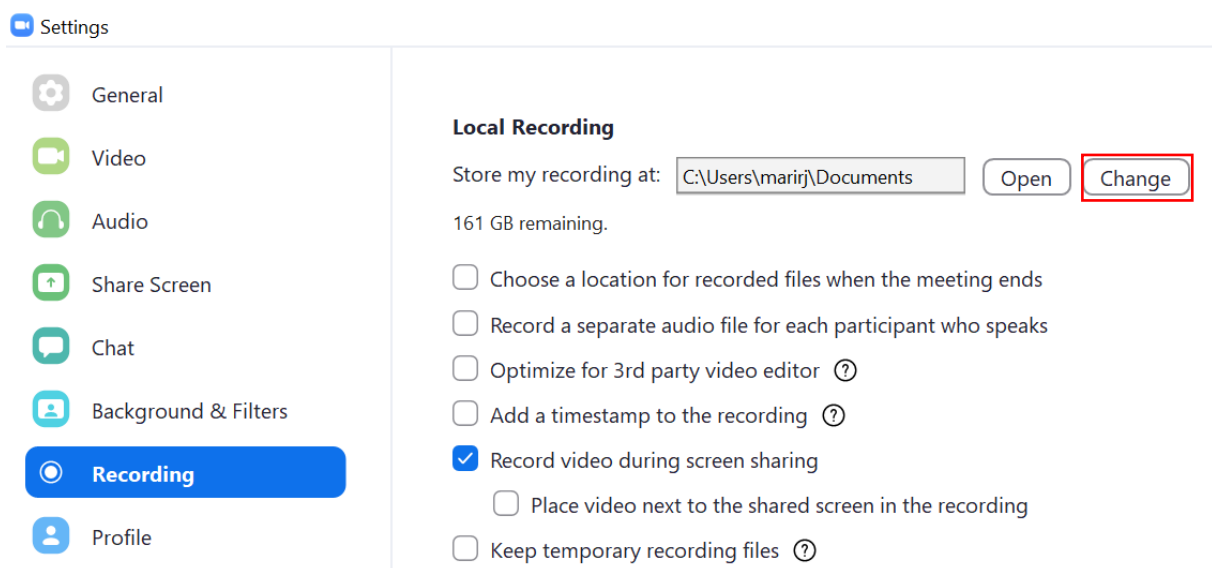 Settings
General
Video
Audio
Share Screen
Chat
Background & Filters
Recording
Profile
Local Recording
Store my recording at: C:\Users\marirj\Documents Open Change
161 GB remaining.
Choose a location for recorded files when the meeting ends
Record a separate audio file for each participant who speaks
Optimize for 3rd party video editor ?
Add a timestamp to the recording ?
Record video during screen sharing
Place video next to the shared screen in the recording
Keep temporary recording files ?